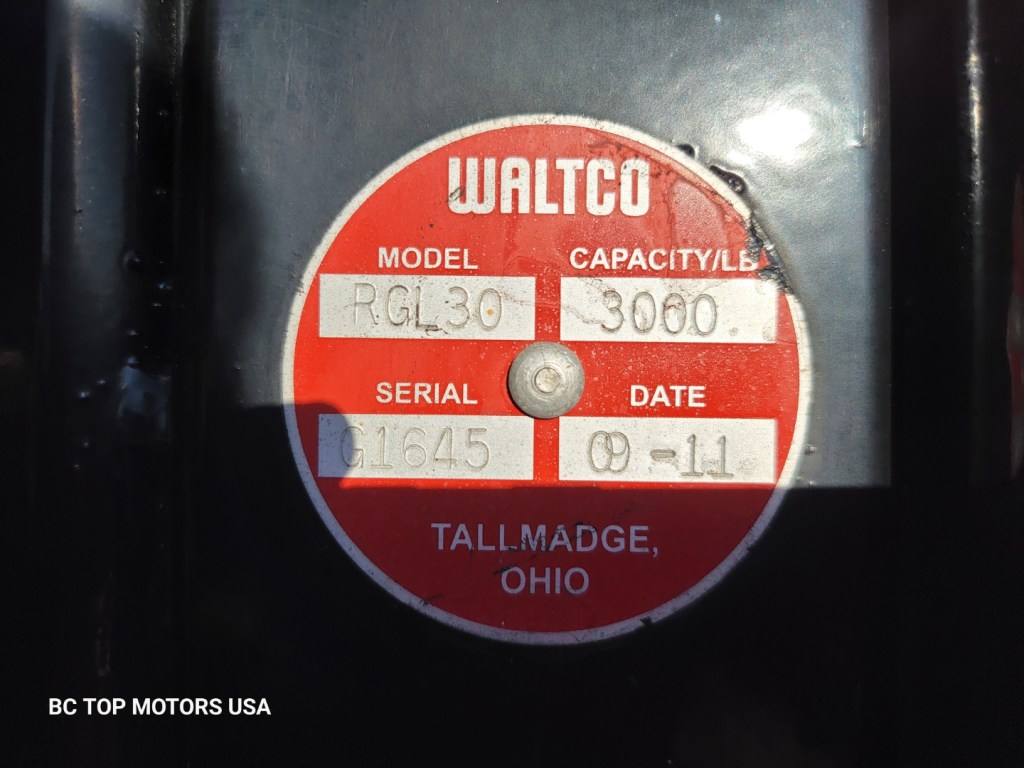 WALTCO
MODEL CAPACITY/LB
RGL30 3000
SERIAL DATE
G1645 09-11
TALLMADGE,
OHIO
BC TOP MOTORS USA